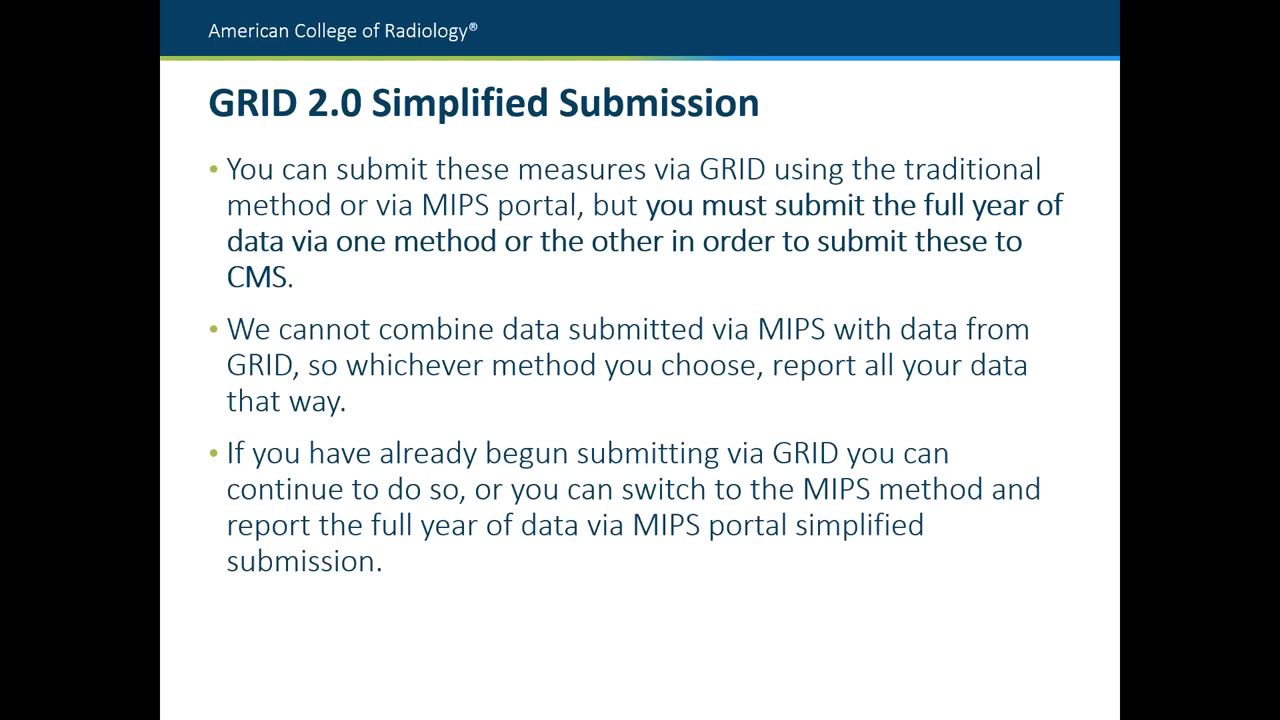 American College of Radiology®
GRID 2.0 Simplified Submission
• You can submit these measures via GRID using the traditional
method or via MIPS portal, but you must submit the full year of
data via one method or the other in order to submit these to
CMS.
• We cannot combine data submitted via MIPS with data from
GRID, so whichever method you choose, report all your data
that way.
• If you have already begun submitting via GRID you can
continue to do so, or you can switch to the MIPS method and
report the full year of data via MIPS portal simplified
submission.